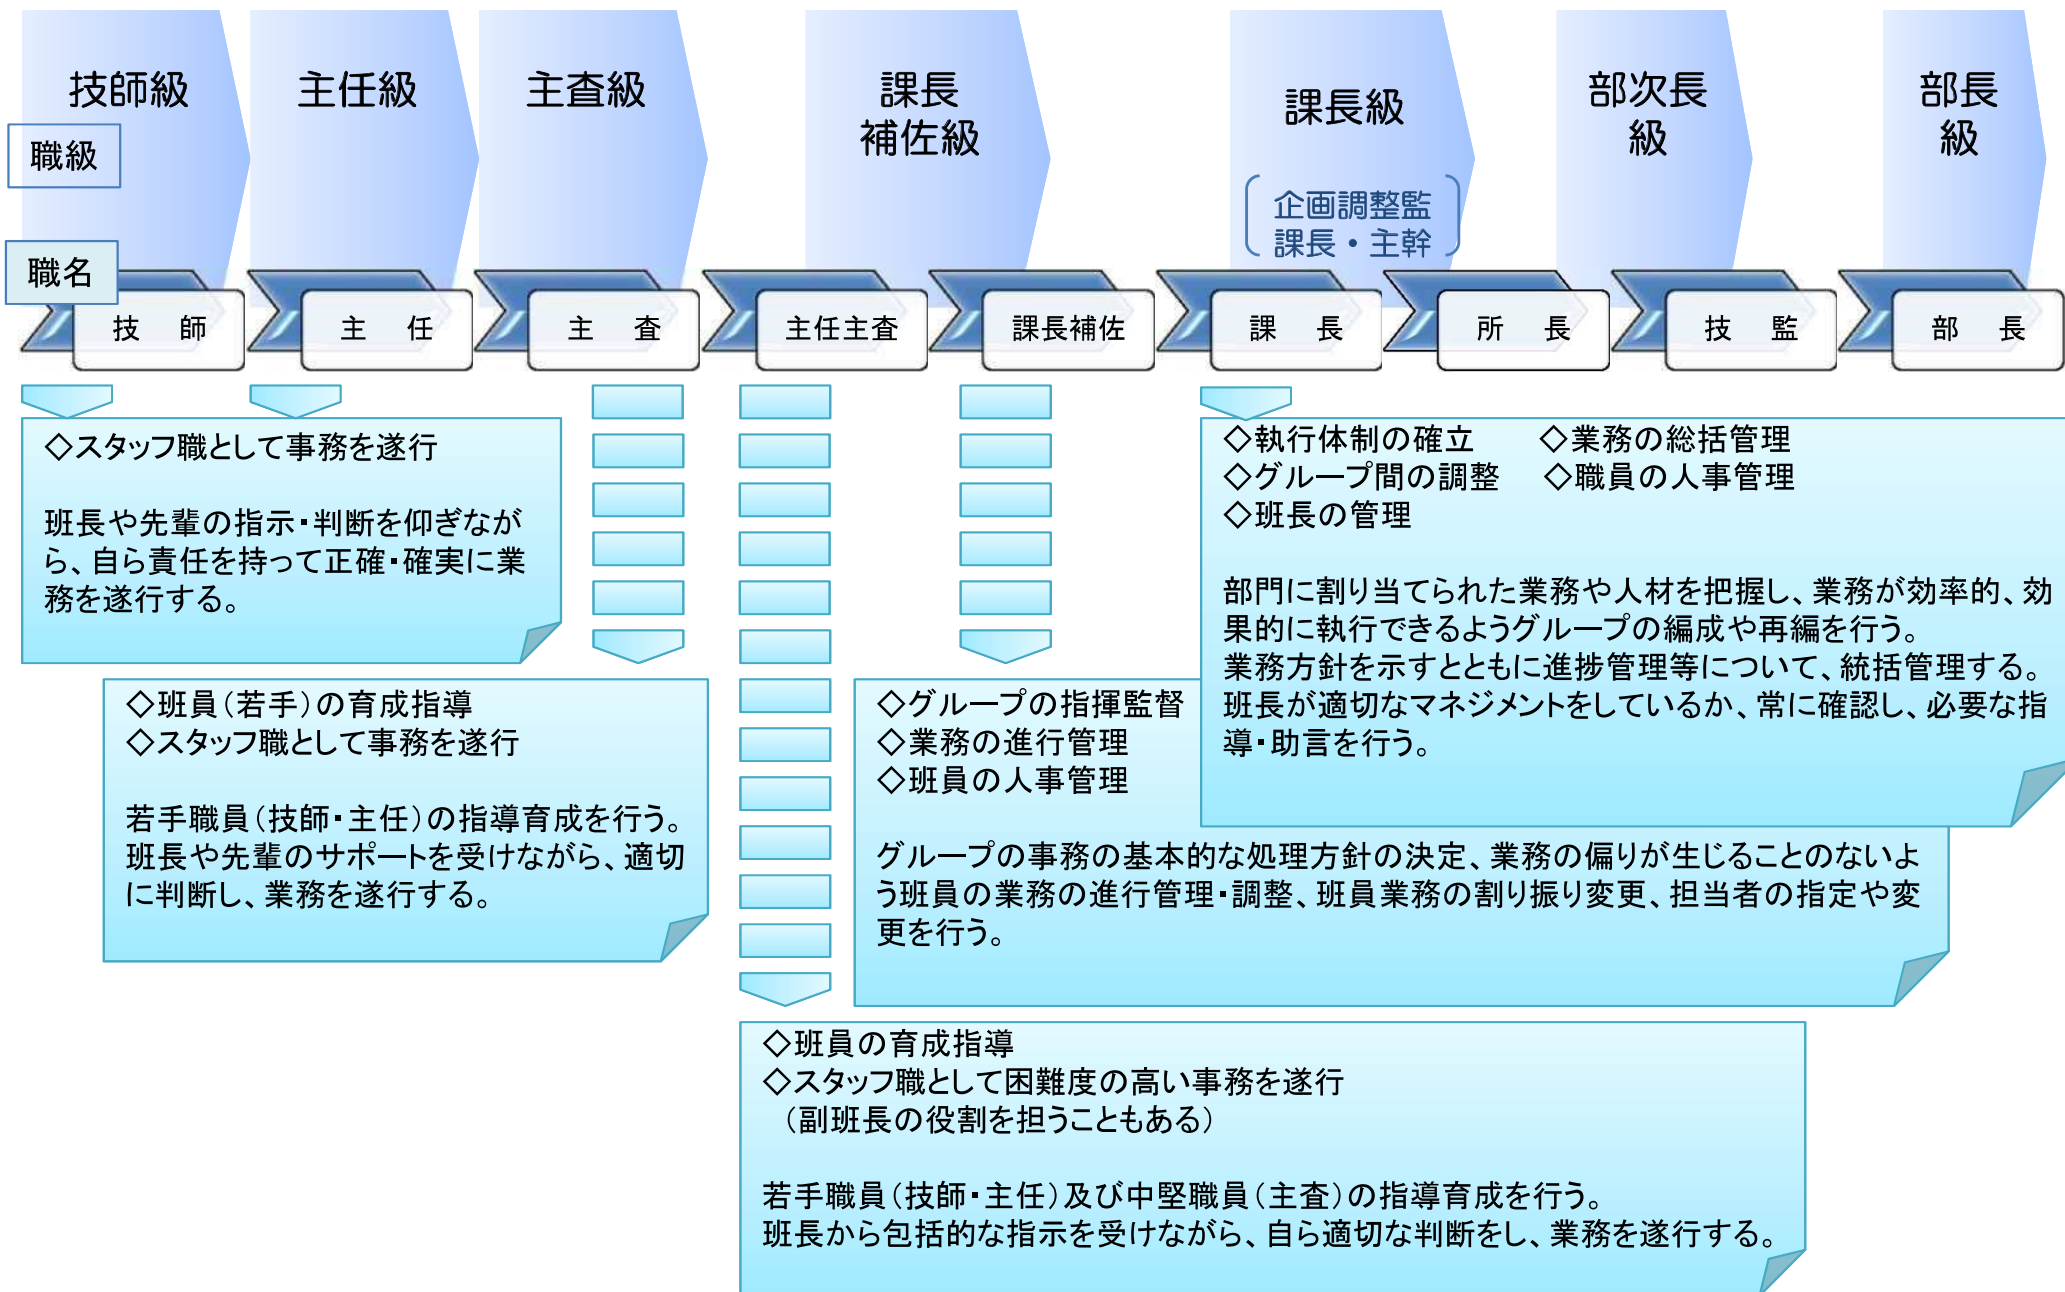 技師級
主任級
主査級
課長
補佐級
課長級
部次長
級
部長
級
職級
企画調整監
課長・主幹
職名
技　師
主　任
主　査
主任主査
課長補佐
課　長
所　長
技　監
部　長
◇スタッフ職として事務を遂行
班長や先輩の指示・判断を仰ぎなが
ら、自ら責任を持って正確・確実に業
務を遂行する。
◇班員（若手）の育成指導
◇スタッフ職として事務を遂行
若手職員（技師・主任）の指導育成を行う。
班長や先輩のサポートを受けながら、適切
に判断し、業務を遂行する。
◇執行体制の確立　◇業務の総括管理
◇グループ間の調整　◇職員の人事管理
◇班長の管理
部門に割り当てられた業務や人材を把握し、業務が効率的、効
果的に執行できるようグループの編成や再編を行う。
業務方針を示すとともに進捗管理等について、統括管理する。
班長が適切なマネジメントをしているか、常に確認し、必要な指
導・助言を行う。
◇グループの指揮監督
◇業務の進行管理
◇班員の人事管理
グループの事務の基本的な処理方針の決定、業務の偏りが生じることのないよ
う班員の業務の進行管理・調整、班員業務の割り振り変更、担当者の指定や変
更を行う。
◇班員の育成指導
◇スタッフ職として困難度の高い事務を遂行
（副班長の役割を担うこともある）
若手職員（技師・主任）及び中堅職員（主査）の指導育成を行う。
班長から包括的な指示を受けながら、自ら適切な判断をし、業務を遂行する。